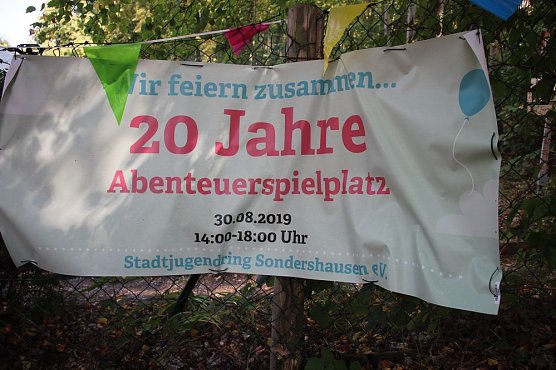 Wir feiern zusammen...
20 Jahre
Abenteuerspielplatz
30.08.2019
14:00-18:00 Uhr
Stadtjugendring Sondershausen e.V.